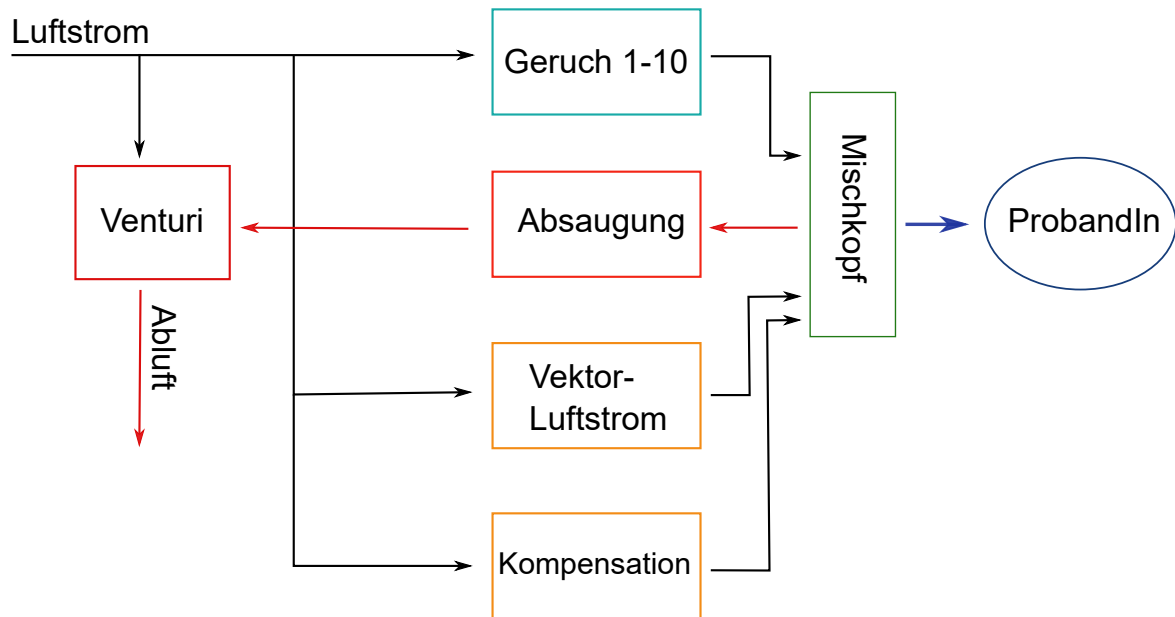 Luftstrom
Geruch 1-10
Mischkopf
Venturi
Absaugung
ProbandIn
Abluft
Vektor-
Luftstrom
Kompensation